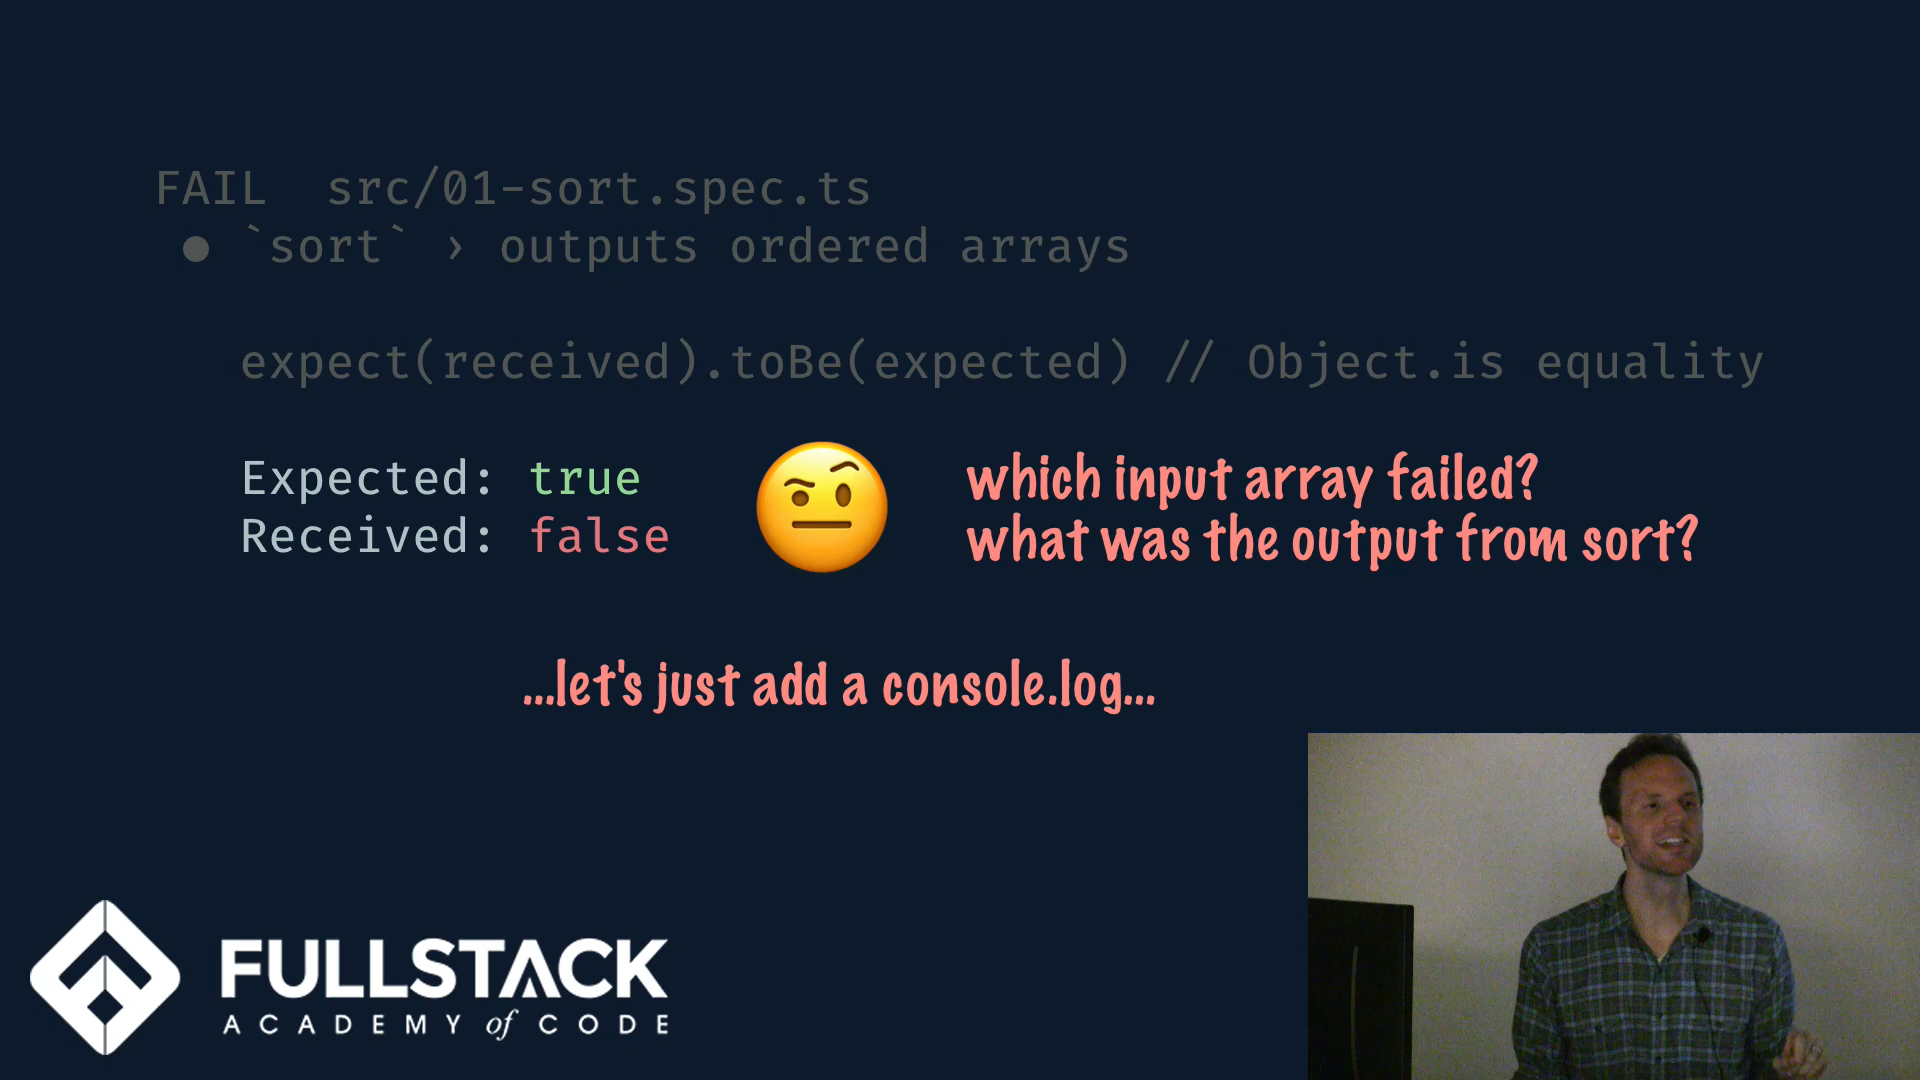 FAIL  src/01-sort.spec.ts
● `sort` › outputs ordered arrays
expect(received).toBe(expected) // Object.is equality
Expected: true
Received: false
which input array failed?
what was the output from sort?
...let's just add a console.log...
FULLSTACK
ACADEMY of CODE